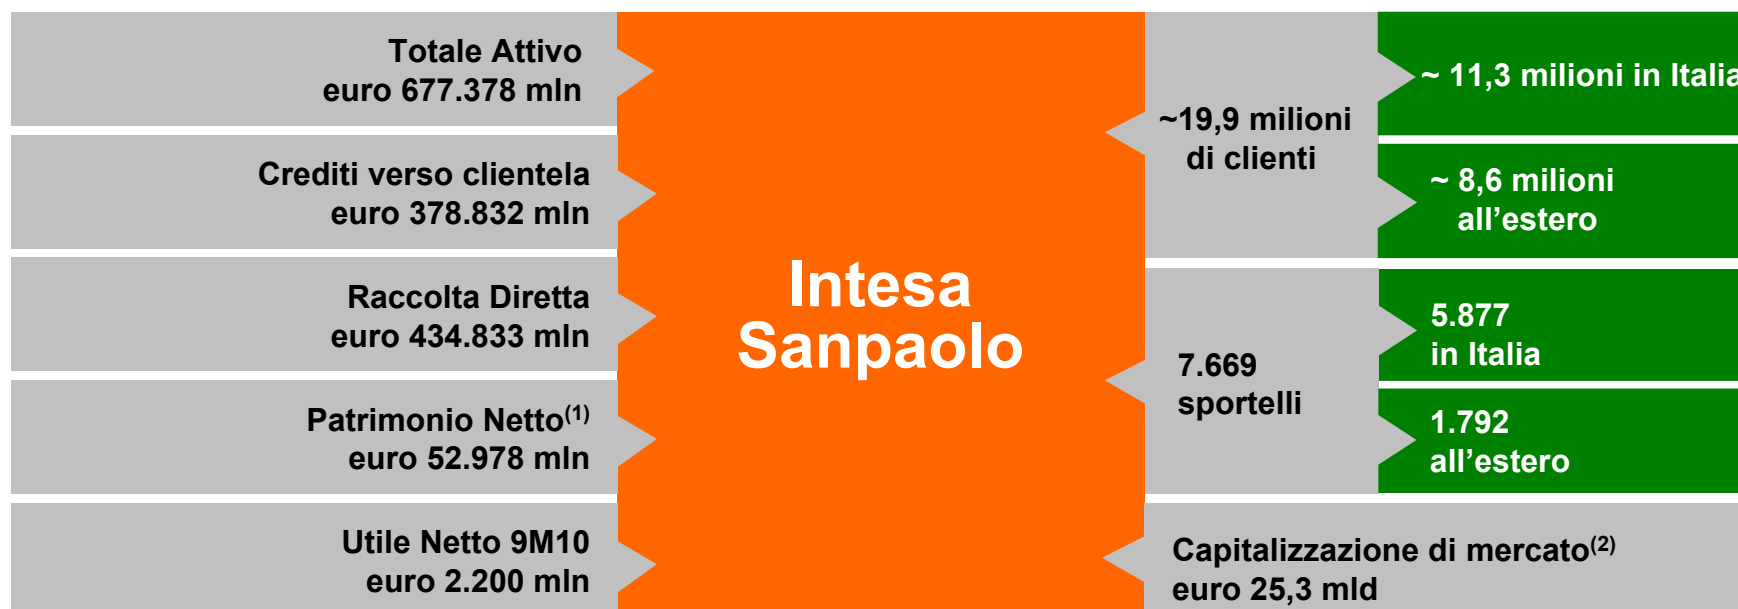 Totale Attivo
euro 677.378 mln
Crediti verso clientela
euro 378.832 mln
Raccolta Diretta
euro 434.833 mln
Patrimonio Netto(1)
euro 52.978 mln
Utile Netto 9M10
euro 2.200 mln
Intesa
Sanpaolo
~19,9 milioni
di clienti
~ 11,3 milioni in Italia
~ 8,6 milioni
all’estero
7.669
sportelli
5.877
in Italia
1.792
all’estero
Capitalizzazione di mercato(2)
euro 25,3 mld